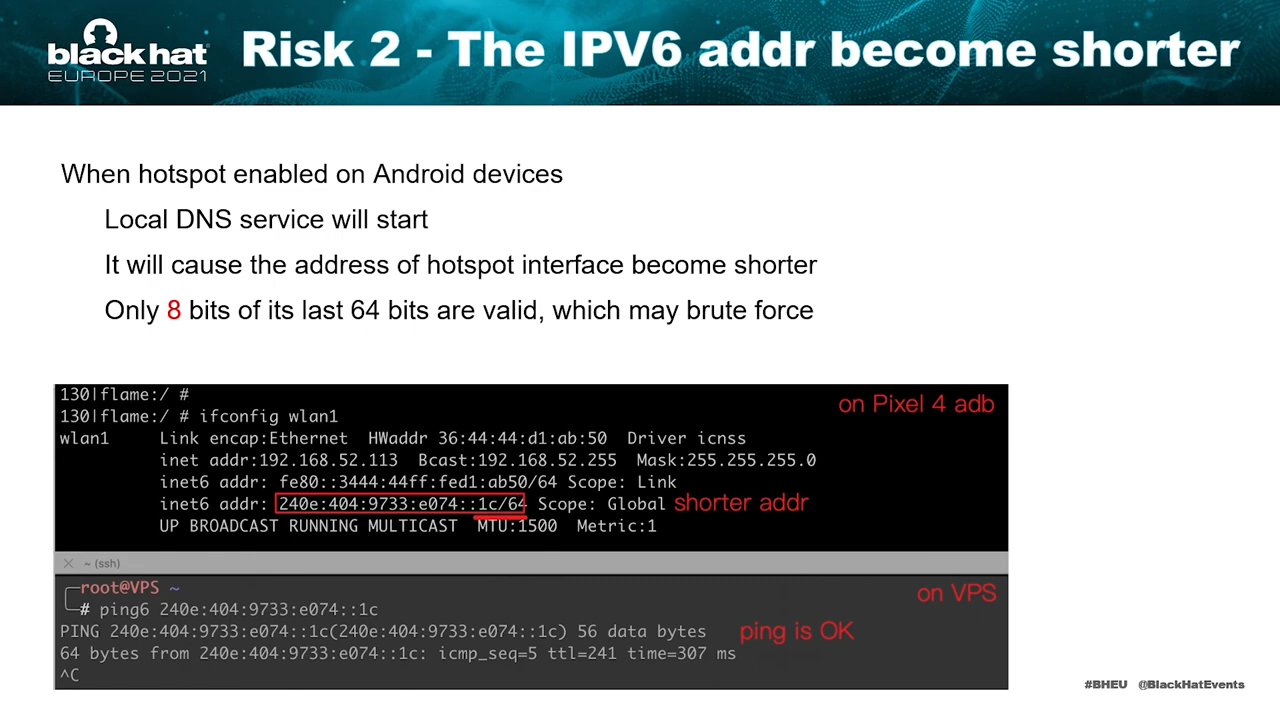 black hat
EUROPE 2021
Risk 2 - The IPV6 addr become shorter
When hotspot enabled on Android devices
Local DNS service will start
It will cause the address of hotspot interface become shorter
Only 8 bits of its last 64 bits are valid, which may brute force
130|flame:/ #
on Pixel 4 adb
130|flame:/ # ifconfig wlan1
wlan1 Link encap:Ethernet HWaddr 36:44:44:d1:ab:50 Driver icnss
inet addr:192.168.52.113 Bcast:192.168.52.255 Mask:255.255.255.0
inet6 addr: fe80::3444:44ff:fed1:ab50/64 Scope: Link
inet6 addr: 240e:404:9733:e074::1c/64 Scope: Global shorter addr
UP BROADCAST RUNNING MULTICAST MTU:1500 Metric:1
× ~ (ssh)
root@VPS ~
on VPS
# ping6 240e:404:9733:e074::1c
PING 240e:404:9733:e074::1c(240e:404:9733:e074::1c) 56 data bytes
ping is OK
64 bytes from 240e:404:9733:e074::1c: icmp_seq=5 ttl=241 time=307 ms
^C
#BHEU @BlackHatEvents